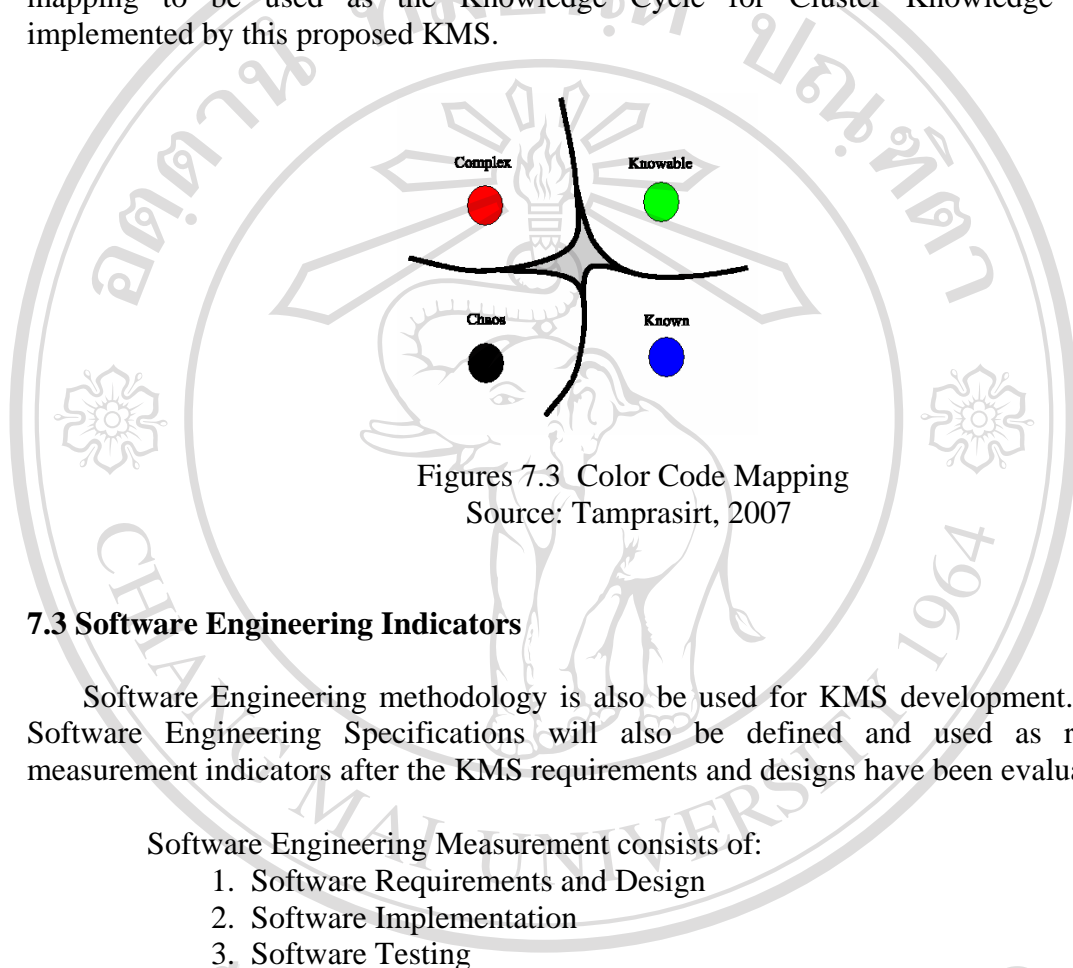 mapping to be used as the Knowledge Cycle for Cluster Knowledge
implemented by this proposed KMS.
Complex
Knowable
Chaos
Known
Figures 7.3 Color Code Mapping
Source: Tamprasirt, 2007
7.3 Software Engineering Indicators
Software Engineering methodology is also be used for KMS development.
Software Engineering Specifications will also be defined and used as
measurement indicators after the KMS requirements and designs have been
Software Engineering Measurement consists of:
1. Software Requirements and Design
2. Software Implementation
3. Software Testing
CHIANG MAI UNIVERSITY 1964